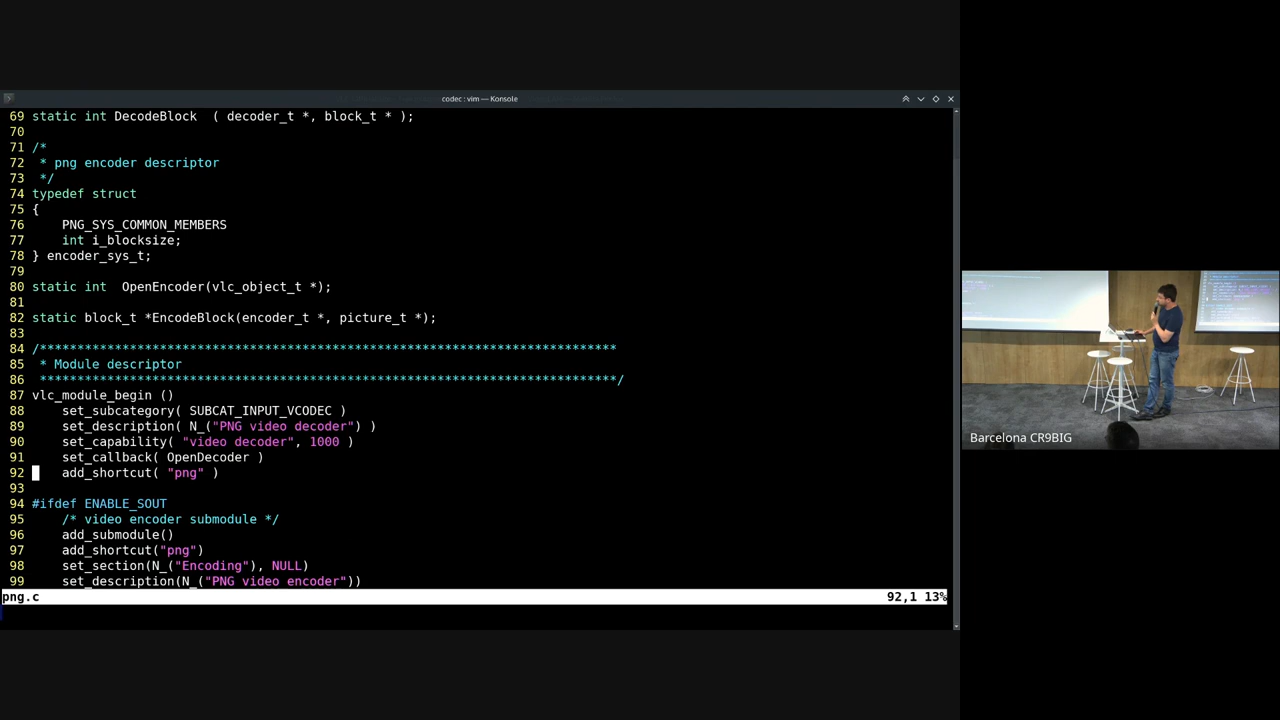 codec : vim — Konsole
69 static int DecodeBlock  ( decoder_t *, block_t * );
70
71 /*
72  * png encoder descriptor
73  */
74 typedef struct
75 {
76     PNG_SYS_COMMON_MEMBERS
77     int i_blocksize;
78 } encoder_sys_t;
79
80 static int  OpenEncoder(vlc_object_t *);
81
82 static block_t *EncodeBlock(encoder_t *, picture_t *);
83
84 /*****************************************************************************
85  * Module descriptor
86  *****************************************************************************/
87 vlc_module_begin ()
88     set_subcategory( SUBCAT_INPUT_VCODEC )
89     set_description( N_("PNG video decoder") )
90     set_capability( "video decoder", 1000 )
91     set_callback( OpenDecoder )
92     add_shortcut( "png" )
93
94 #ifdef ENABLE_SOUT
95     /* video encoder submodule */
96     add_submodule()
97     add_shortcut("png")
98     set_section(N_("Encoding"), NULL)
99     set_description(N_("PNG video encoder"))
png.c 92,1 13%
Barcelona CR9BIG